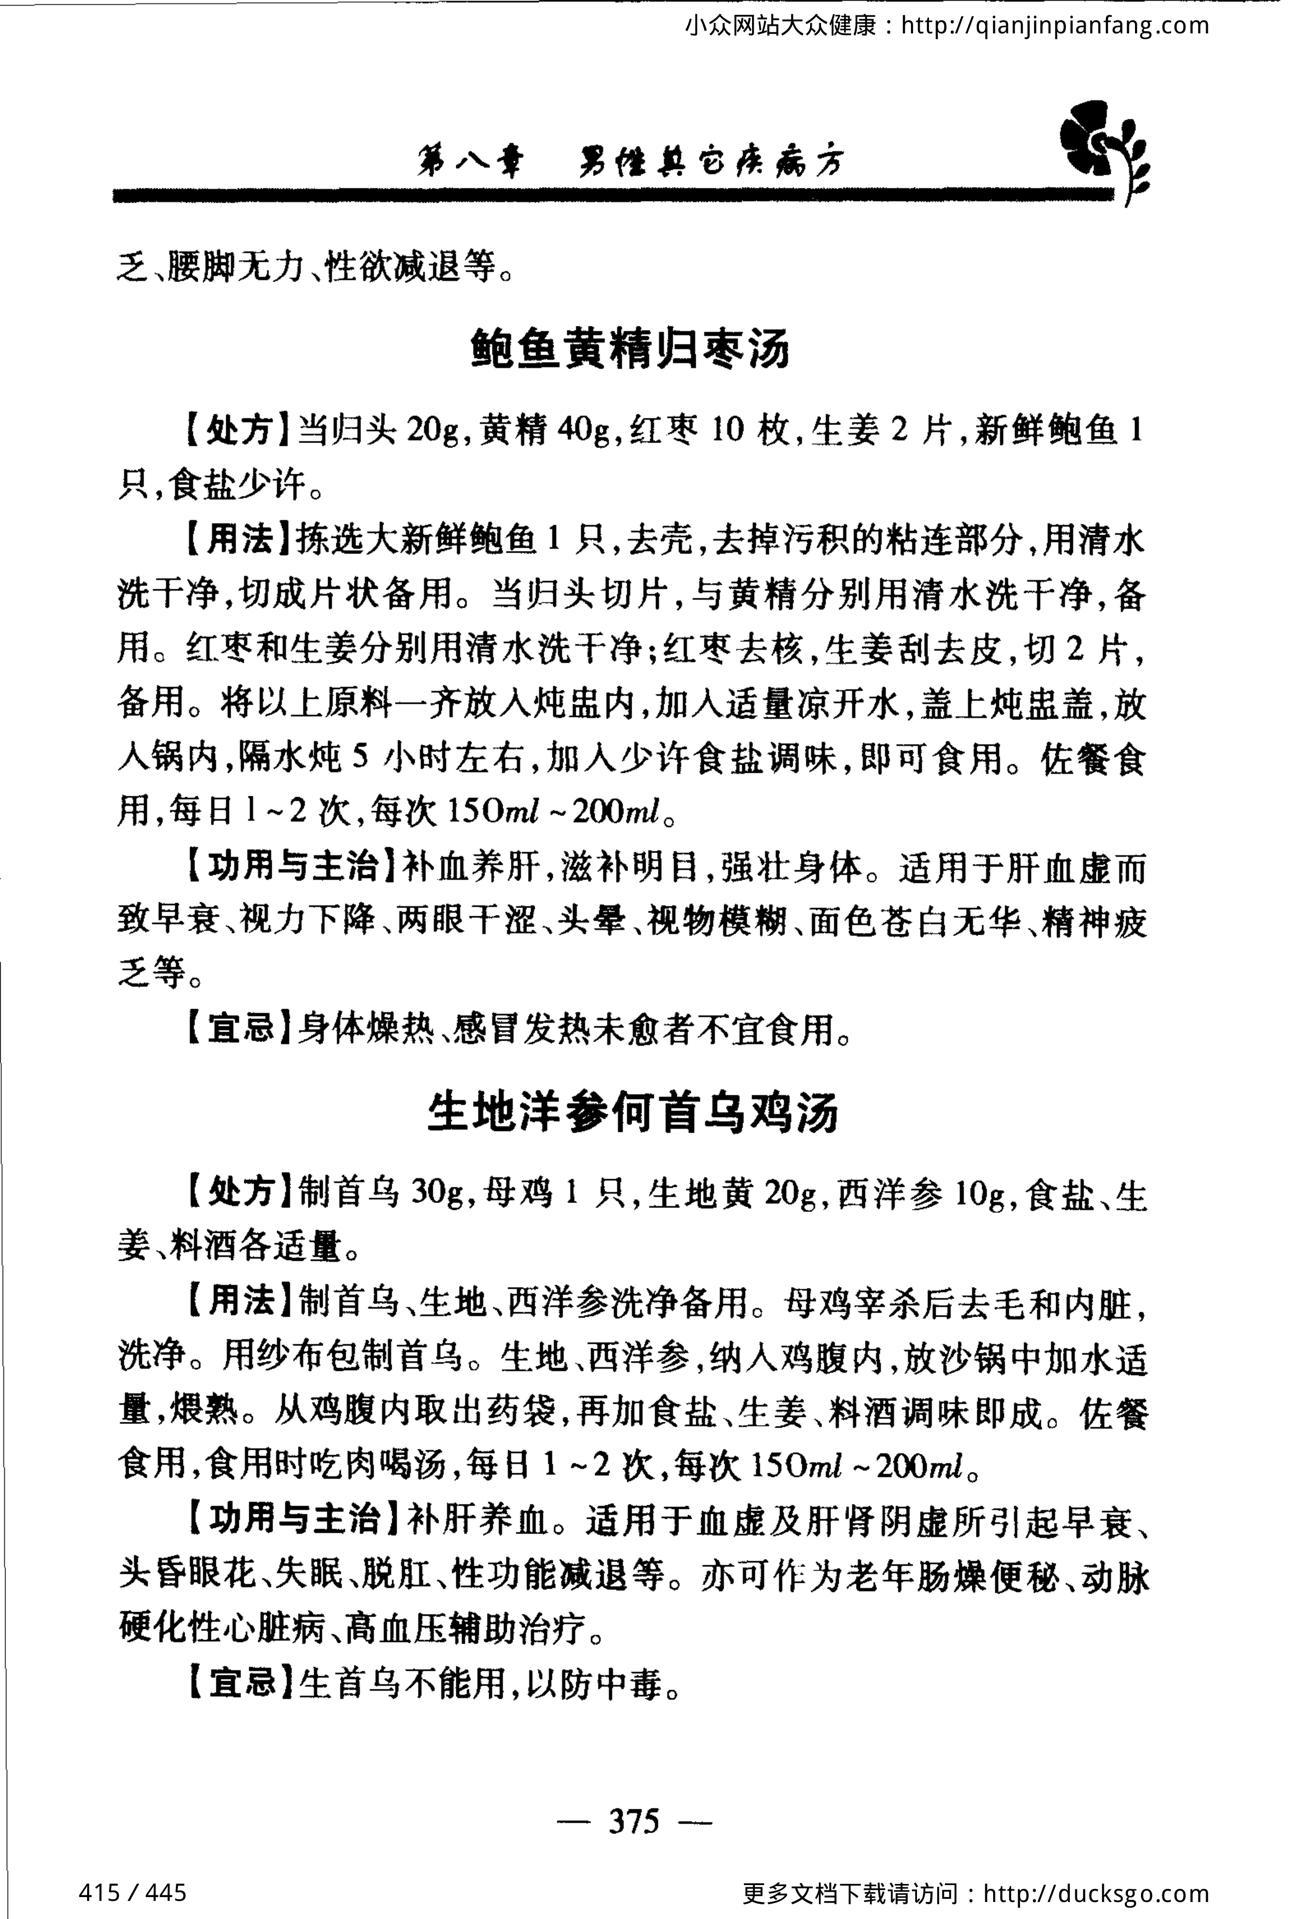 小众网站大众健康：http://qianjinpianfang.com
第八章 男性其它疾病方
乏、腰脚无力、性欲减退等。
鲍鱼黄精归枣汤
【处方】当归头 20g,黄精 40g,红枣 10 枚,生姜 2 片,新鲜鲍鱼 1
只,食盐少许。
【用法】拣选大新鲜鲍鱼 1 只,去壳,去掉污积的粘连部分,用清水
洗干净,切成片状备用。当归头切片,与黄精分别用清水洗干净,备
用。红枣和生姜分别用清水洗干净;红枣去核,生姜刮去皮,切 2 片,
备用。将以上原料一齐放入炖盅内,加入适量凉开水,盖上炖盅盖,放
入锅内,隔水炖 5 小时左右,加入少许食盐调味,即可食用。佐餐食
用,每日 1~2 次,每次 150ml~200ml。
【功用与主治】补血养肝,滋补明目,强壮身体。适用于肝血虚而
致早衰、视力下降、两眼干涩、头晕、视物模糊、面色苍白无华、精神疲
乏等。
【宜忌】身体燥热、感冒发热未愈者不宜食用。
生地洋参何首乌鸡汤
【处方】制首乌 30g,母鸡 1 只,生地黄 20g,西洋参 10g,食盐、生
姜、料酒各适量。
【用法】制首乌、生地、西洋参洗净备用。母鸡宰杀后去毛和内脏,
洗净。用纱布包制首乌。生地、西洋参,纳入鸡腹内,放沙锅中加水适
量,煨熟。从鸡腹内取出药袋,再加食盐、生姜、料酒调味即成。佐餐
食用,食用时吃肉喝汤,每日 1~2 次,每次 150ml~200ml。
【功用与主治】补肝养血。适用于血虚及肝肾阴虚所引起早衰、
头昏眼花、失眠、脱肛、性功能减退等。亦可作为老年肠燥便秘、动脉
硬化性心脏病、高血压辅助治疗。
【宜忌】生首乌不能用,以防中毒。
— 375 —
415 / 445
更多文档下载请访问：http://ducksgo.com